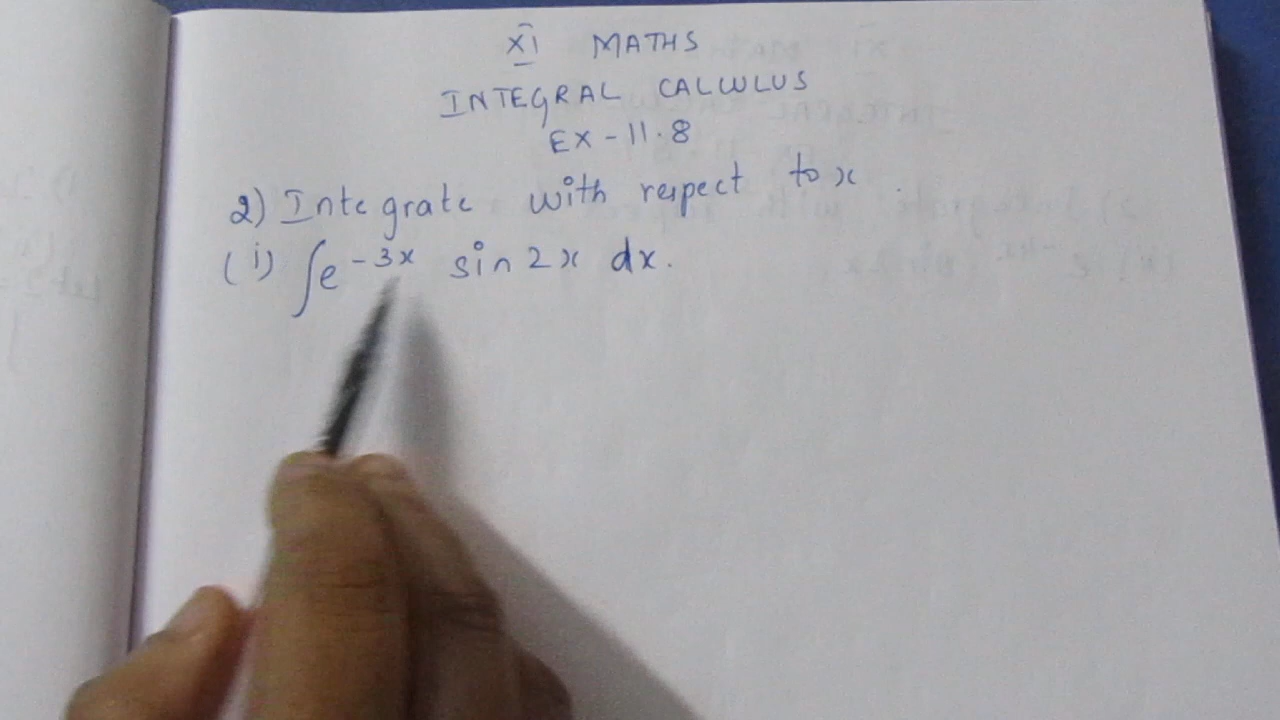 XI MATHS
INTEGRAL CALCULUS
EX-11.8
2) Integrate with respect to x.
(i) ∫e^-3x sin 2x dx.